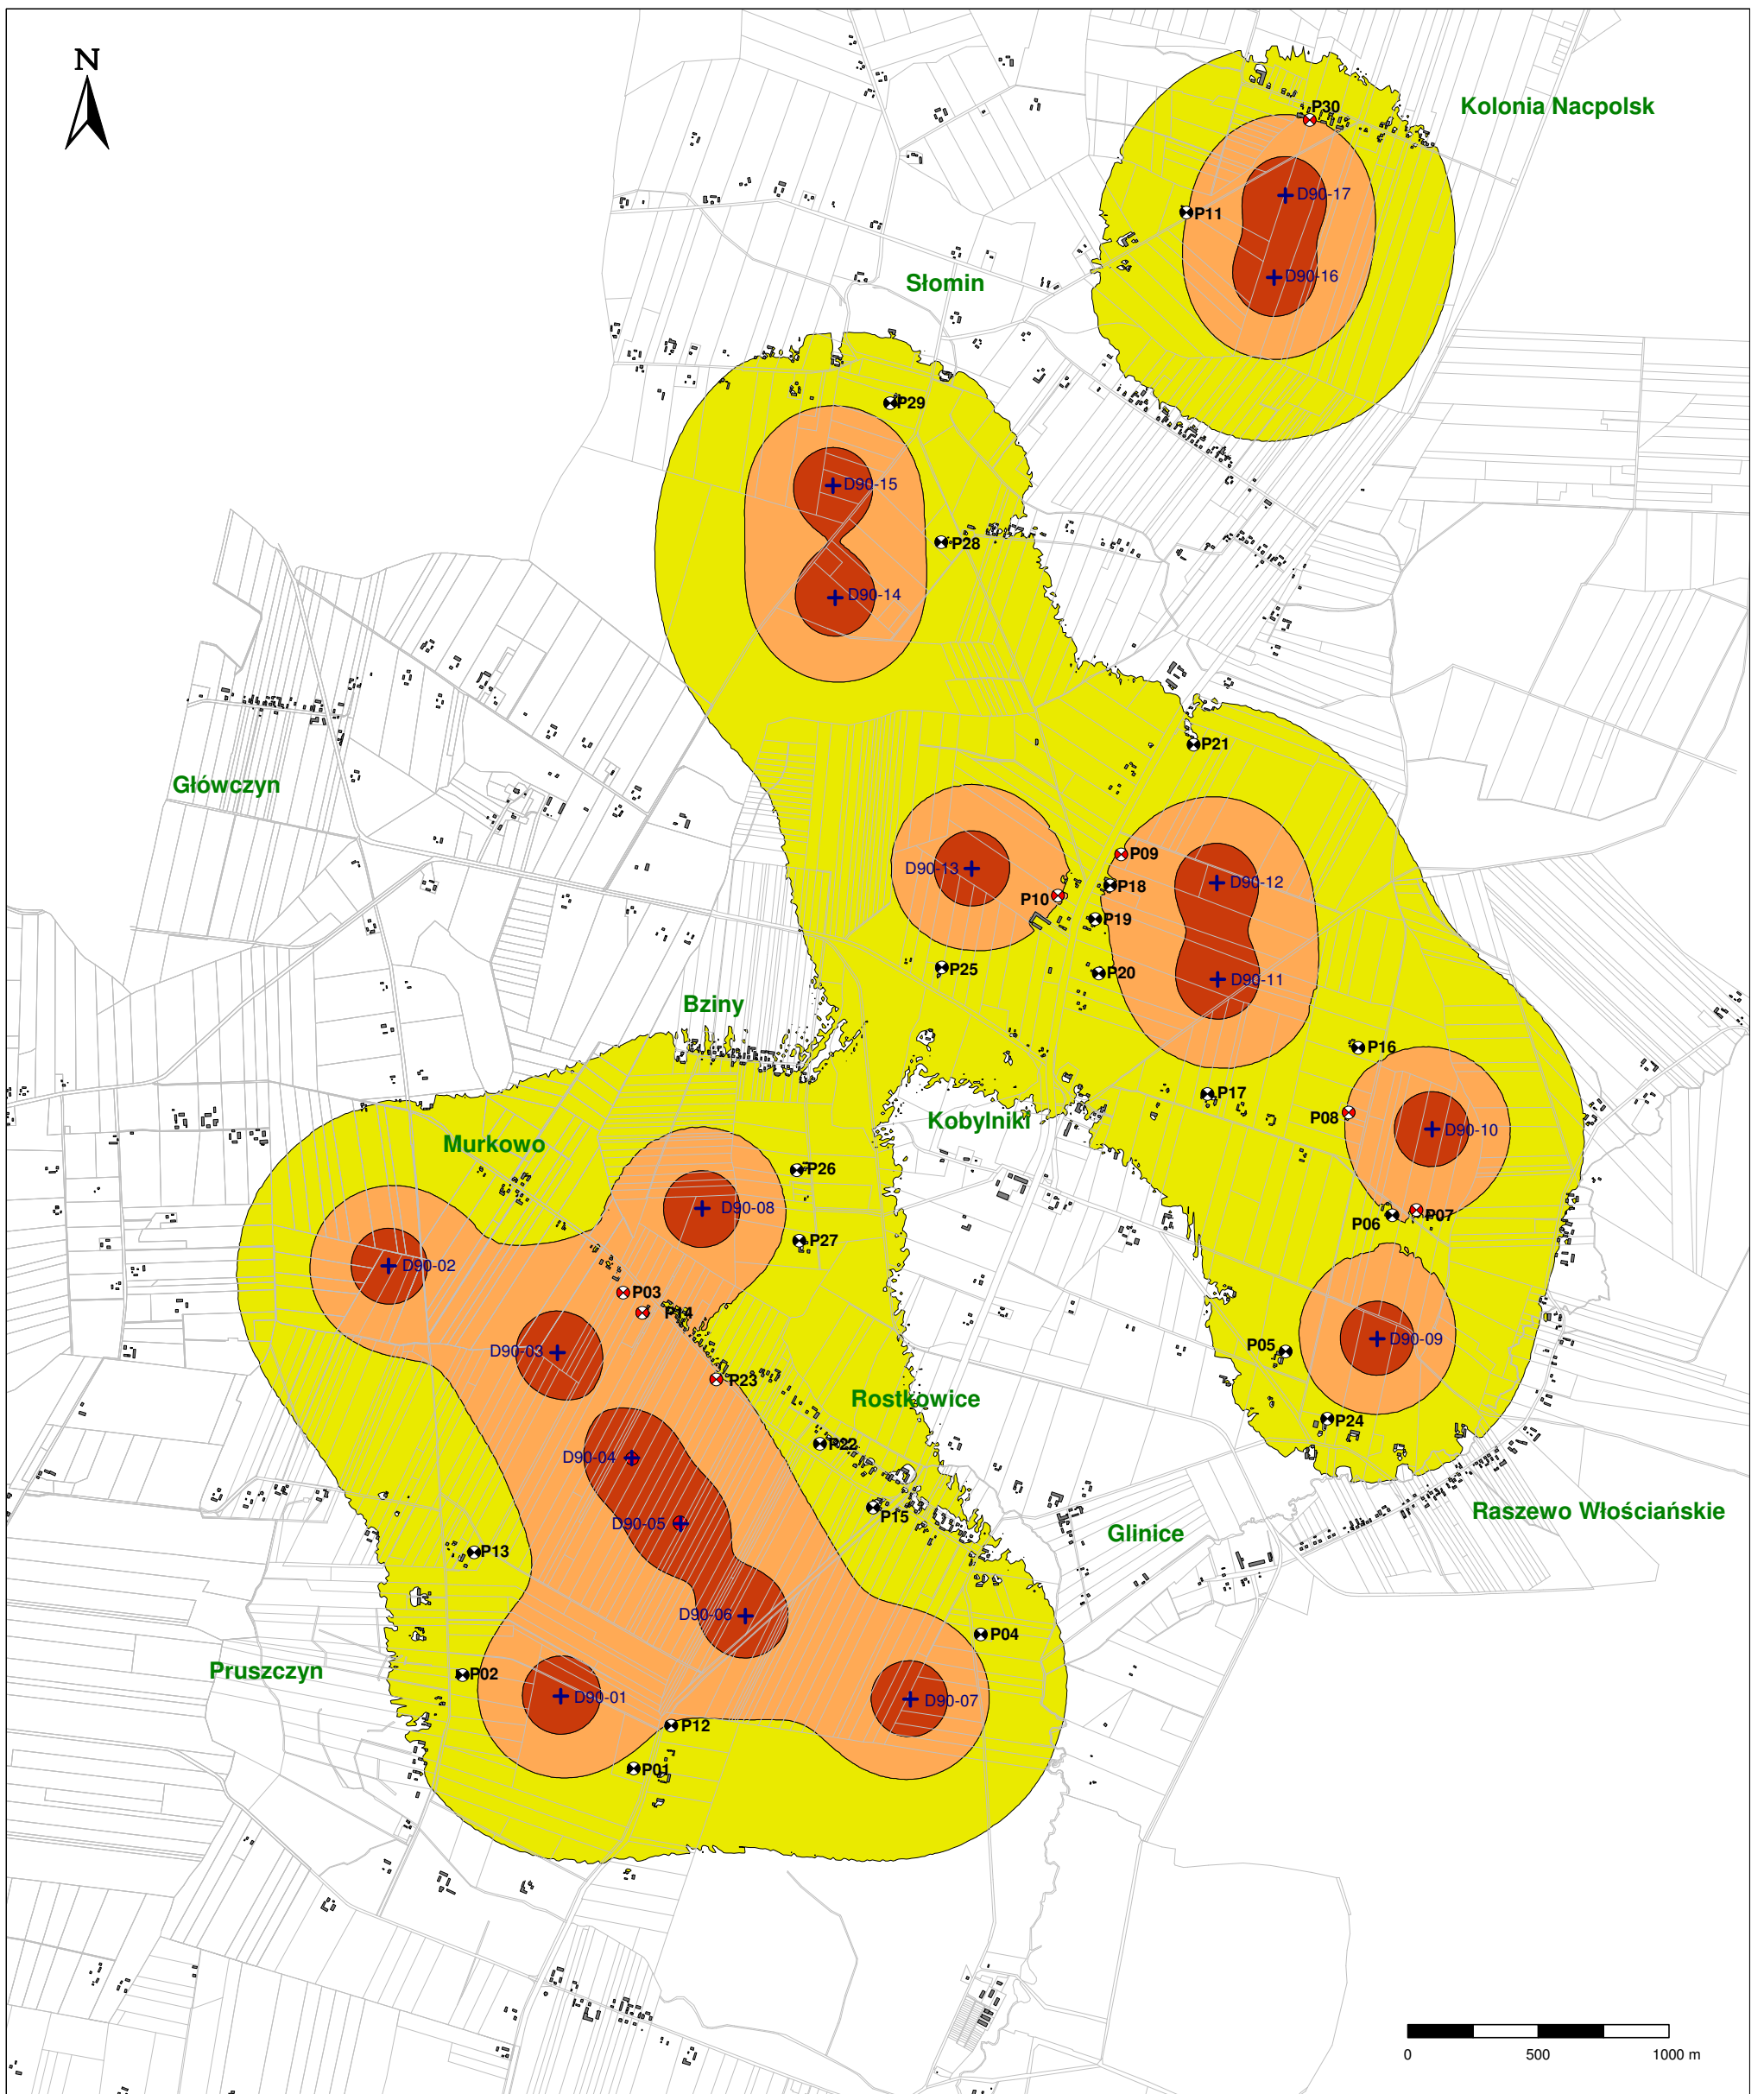 N
P30
Kolonia Nacpolsk
D90-17
P11
D90-16
Słomin
P29
D90-15
P28
D90-14
P21
Główczyn
P09
D90-13
P18
D90-12
P10
P19
P25
P20
D90-11
Bziny
P16
P17
P08
Kobylniki
D90-10
Murkowo
P26
D90-08
P06
P07
P27
D90-02
P03
P14
D90-09
P05
D90-03
P23
Rostkowice
P24
P22
D90-04
Raszewo Włościańskie
P15
D90-05
Glinice
P13
D90-06
P04
Pruszczyn
P02
D90-01
D90-07
P12
P01
0 500 1000 m